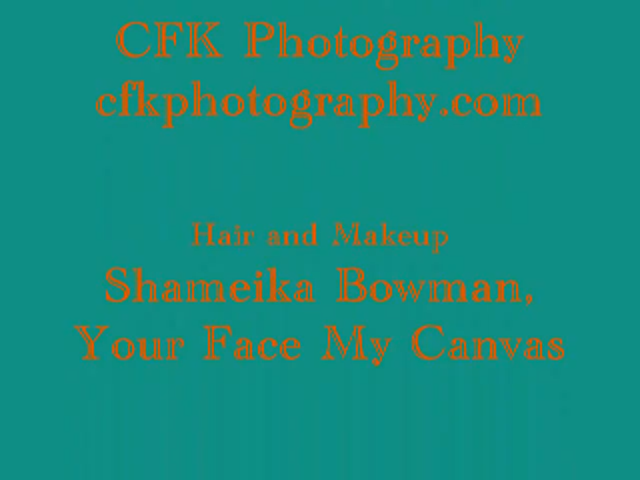 CFK Photography
cfkphotography.com
Hair and Makeup
Shameika Bowman,
Your Face My Canvas